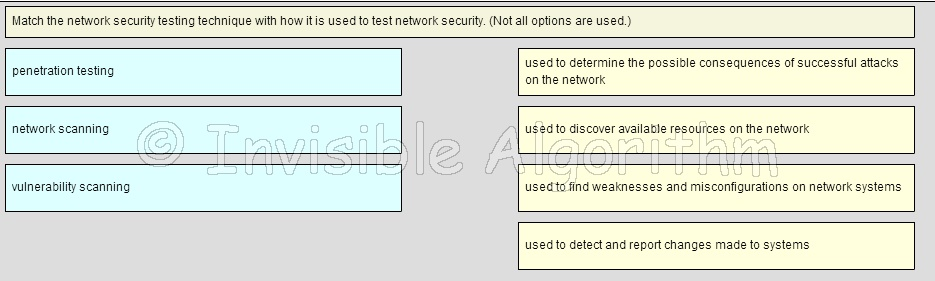 Match the network security testing technique with how it is used to test network security. (Not all options are used.)
penetration testing
used to determine the possible consequences of successful attacks
on the network
network scanning
used to discover available resources on the network
vulnerability scanning
used to find weaknesses and misconfigurations on network systems
used to detect and report changes made to systems
© Invisible Algorithm